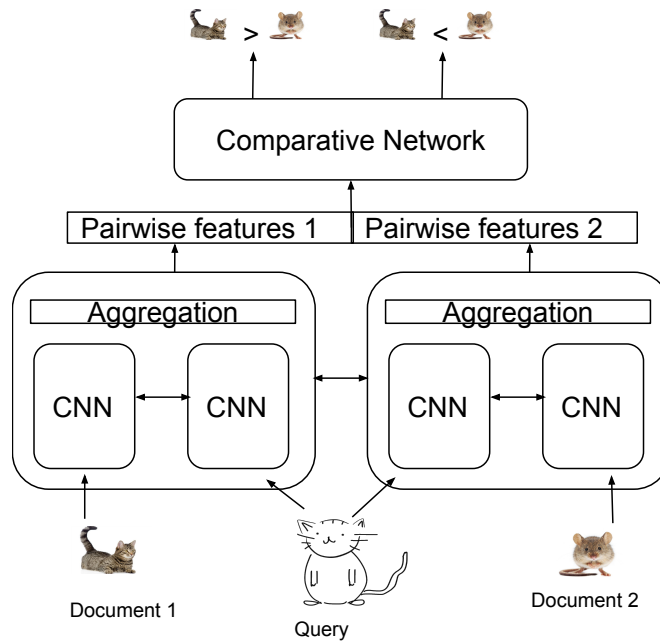 > <
Comparative Network
Pairwise features 1 Pairwise features 2
Aggregation Aggregation
CNN CNN CNN CNN
Document 1 Query Document 2